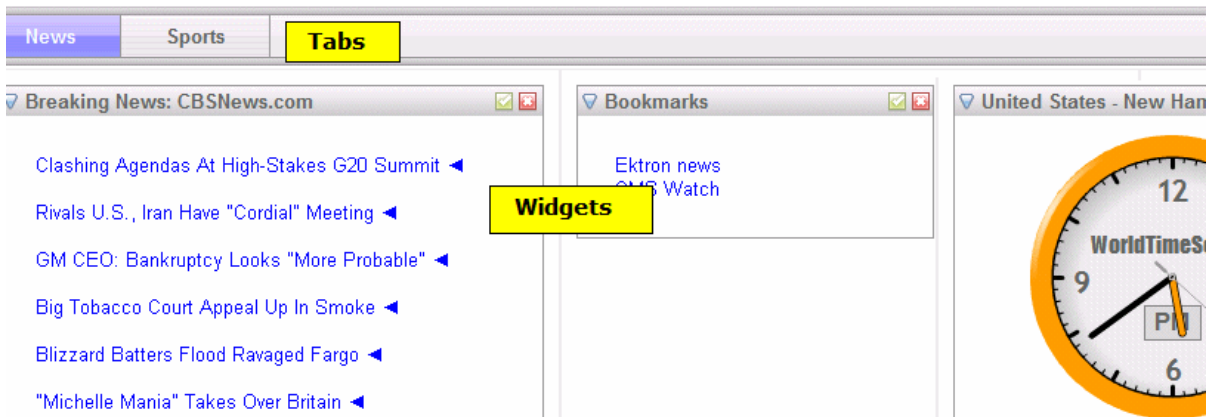 News
Sports
Tabs
Breaking News: CBSNews.com
Clashing Agendas At High-Stakes G20 Summit
Rivals U.S., Iran Have "Cordial" Meeting
GM CEO: Bankruptcy Looks "More Probable"
Big Tobacco Court Appeal Up In Smoke
Blizzard Batters Flood Ravaged Fargo
"Michelle Mania" Takes Over Britain
Widgets
Bookmarks
Ektron news
CMS Watch
United States - New Ham
12
WorldTimeS
9
PM
6